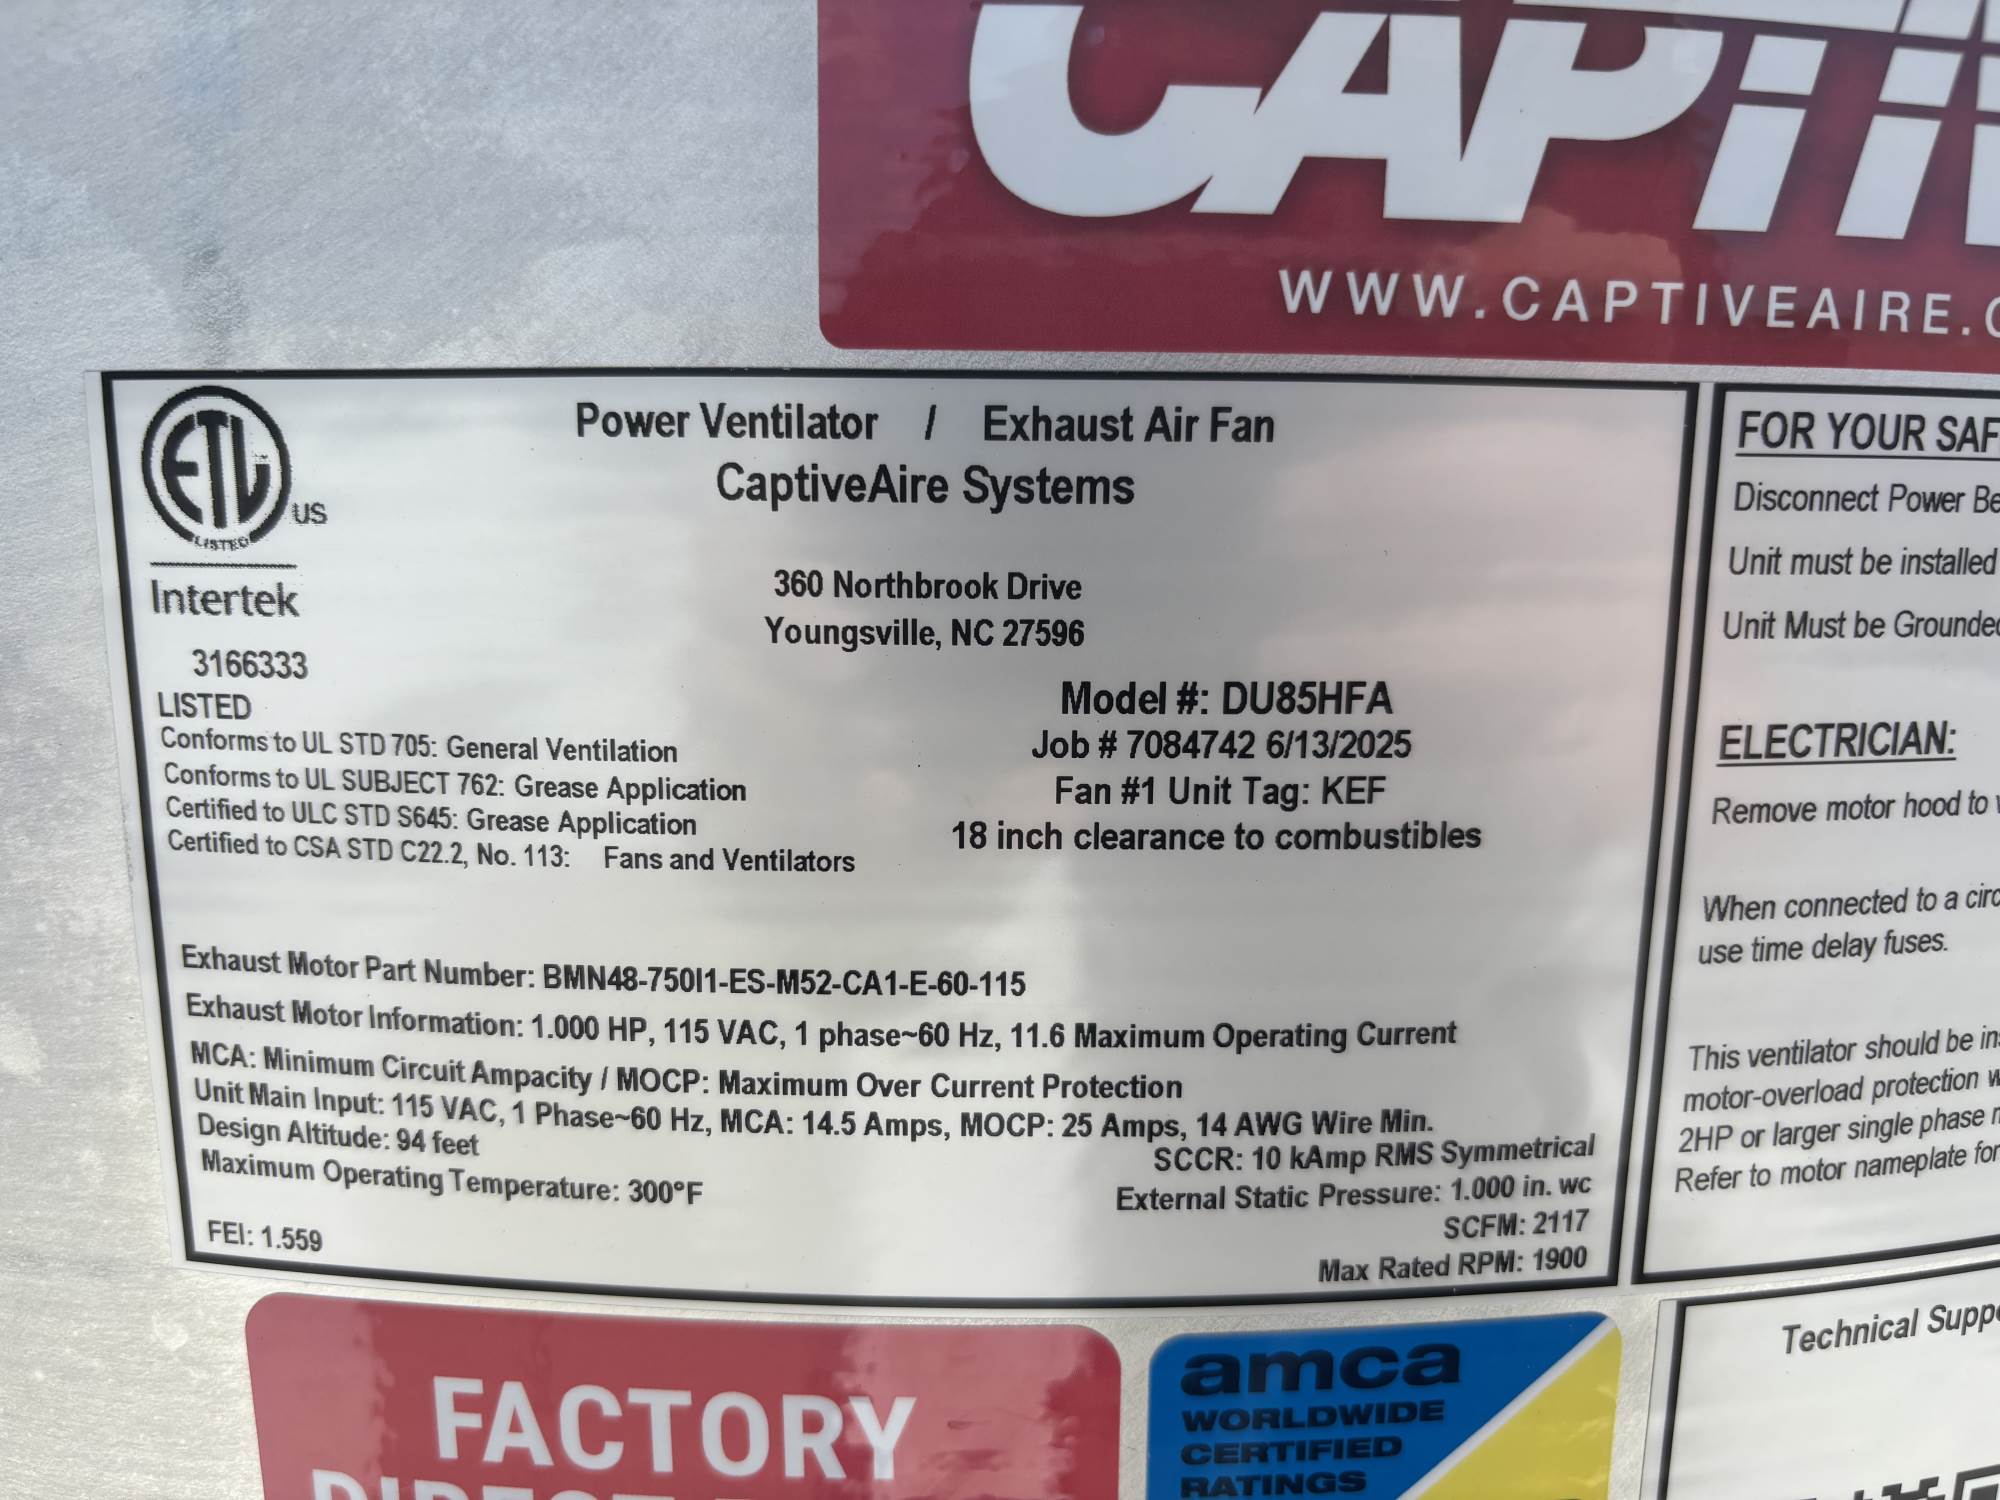 CAPTIV
WWW.CAPTIVEAIRE.
ETL
LISTED
US
Intertek
3166333
LISTED
Power Ventilator / Exhaust Air Fan
CaptiveAire Systems
360 Northbrook Drive
Youngsville, NC 27596
Model #: DU85HFA
Job # 7084742 6/13/2025
Fan #1 Unit Tag: KEF
18 inch clearance to combustibles
Conforms to UL STD 705: General Ventilation
Conforms to UL SUBJECT 762: Grease Application
Certified to ULC STD S645: Grease Application
Certified to CSA STD C22.2, No. 113: Fans and Ventilators
Exhaust Motor Part Number: BMN48-750I1-ES-M52-CA1-E-60-115
Exhaust Motor Information: 1.000 HP, 115 VAC, 1 phase~60 Hz, 11.6 Maximum Operating Current
MCA: Minimum Circuit Ampacity / MOCP: Maximum Over Current Protection
Unit Main Input: 115 VAC, 1 Phase~60 Hz, MCA: 14.5 Amps, MOCP: 25 Amps, 14 AWG Wire Min.
Design Altitude: 94 feet
SCCR: 10 kAmp RMS Symmetrical
Maximum Operating Temperature: 300°F
External Static Pressure: 1.000 in. wc
SCFM: 2117
FEI: 1.559
Max Rated RPM: 1900
FOR YOUR SAF
Disconnect Power Be
Unit must be installed
Unit Must be Grounded
ELECTRICIAN:
Remove motor hood to
When connected to a circ
use time delay fuses.
This ventilator should be ins
motor-overload protection w
2HP or larger single phase
Refer to motor nameplate for
Technical Suppo
FACTORY
DIRECT
amca
WORLDWIDE
CERTIFIED
RATINGS